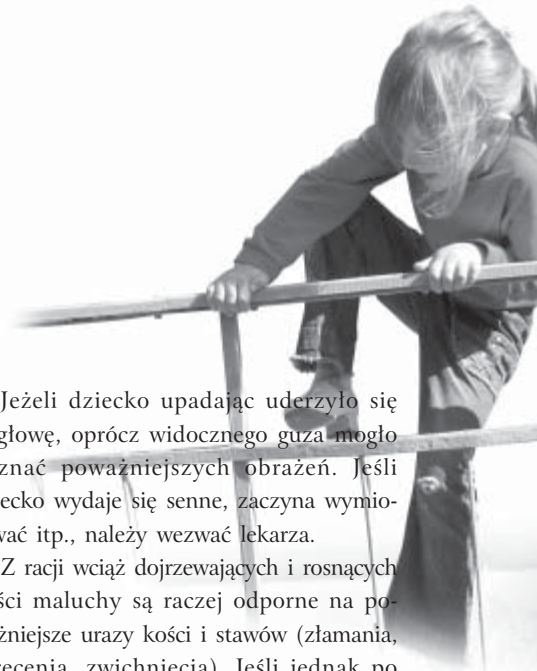 Jeżeli dziecko upadając uderzyło się
głowę, oprócz widocznego guza mogło
znać poważniejszych obrażeń. Jeśli
ecko wydaje się senne, zaczyna wymio-
wać itp., należy wezwać lekarza.
Z racji wciąż dojrzewających i rosnących
ści maluchy są raczej odporne na po-
żniejsze urazy kości i stawów (złamania,
ęcenia, zwichnięcia). Jeśli jednak po